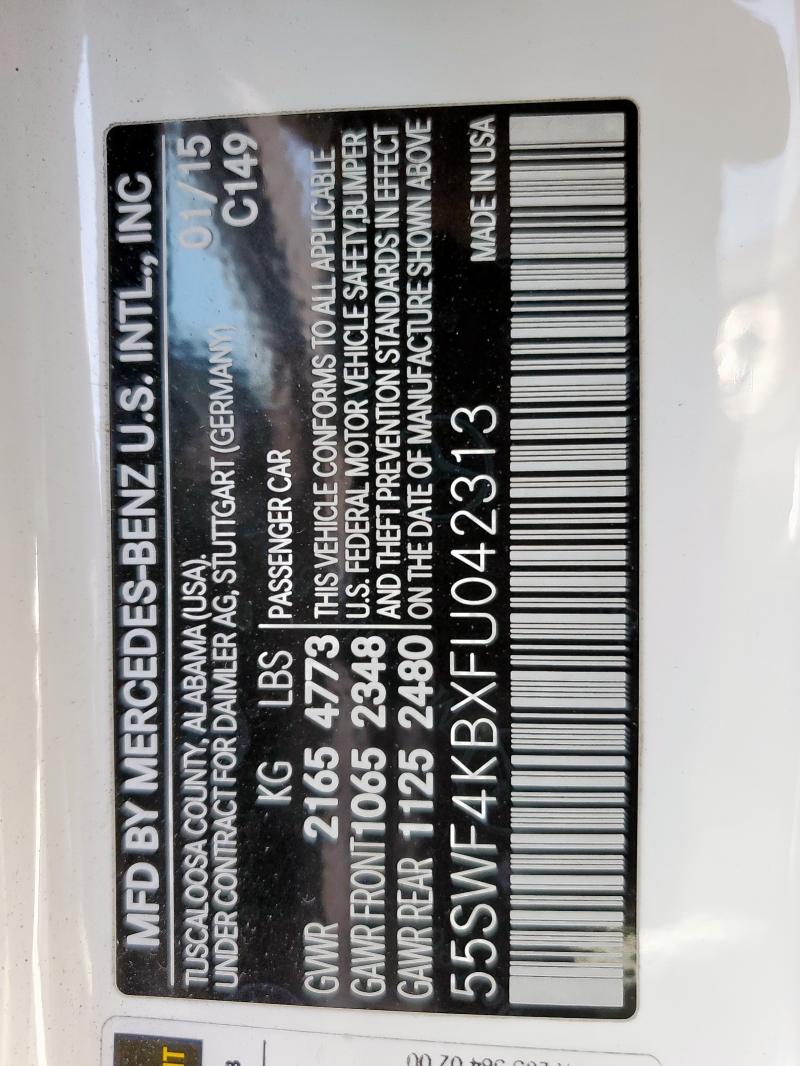 MFD BY MERCEDES-BENZ U.S. INTL., INC
TUSCALOOSA COUNTY, ALABAMA (USA). 01/15
UNDER CONTRACT FOR DAIMLER AG, STUTTGART (GERMANY) C149
KG LBS PASSENGER CAR
GVWR 2165 4773 THIS VEHICLE CONFORMS TO ALL APPLICABLE
GAWR FRONT 1065 2348 U.S. FEDERAL MOTOR VEHICLE SAFETY,BUMPER
AND THEFT PREVENTION STANDARDS IN EFFECT
GAWR REAR 1125 2480 ON THE DATE OF MANUFACTURE SHOWN ABOVE
55SWF4KBXFU042313 MADE IN USA